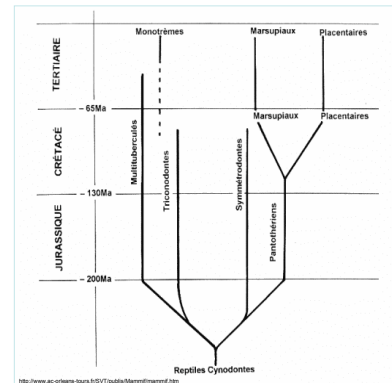 Monotrèmes
Marsupiaux
Placentaires
TERTIAIRE
- 65Ma
Marsupiaux
Placentaires
CRÉTACÉ
Multituberculés
Triconodontes
Symmétrodontes
Pantothériens
- 130Ma
JURASSIQUE
- 200Ma
Reptiles Cynodontes
http://www.ac-orleans-tours.fr/SVT/publis/Mammif/mammif.htm